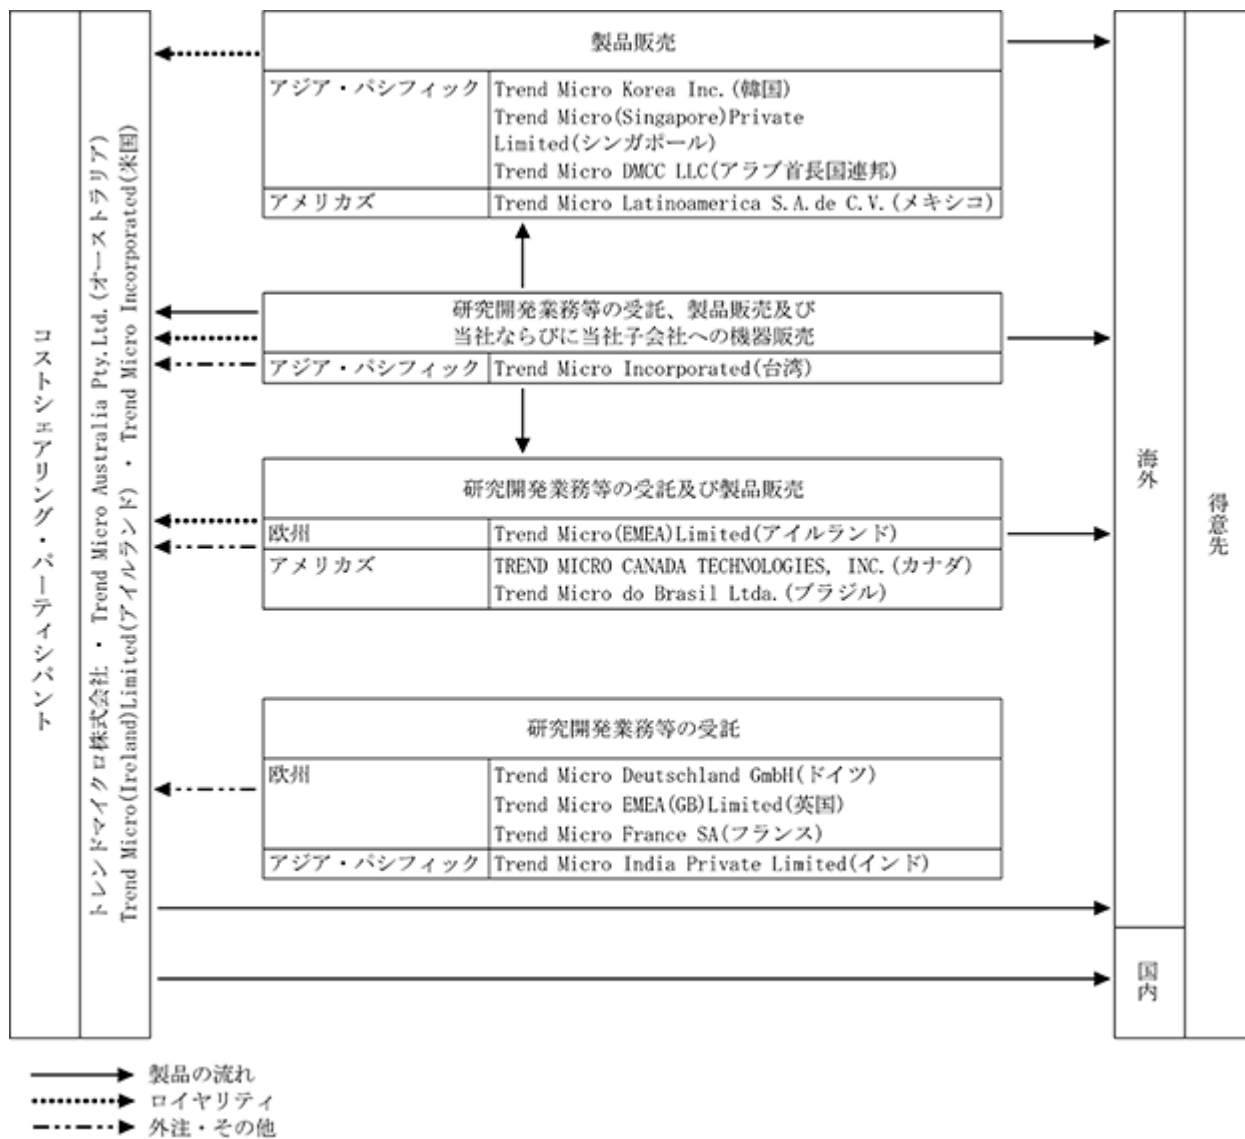 コストシェアリング・パーティシパント
トレンドマイクロ株式会社 ・ Trend Micro Australia Pty.Ltd.(オーストラリア)
Trend Micro(Ireland)Limited(アイルランド) ・ Trend Micro Incorporated(米国)
製品販売
アジア・パシフィック Trend Micro Korea Inc.(韓国)
Trend Micro(Singapore)Private
Limited(シンガポール)
Trend Micro DMCC LLC(アラブ首長国連邦)
アメリカズ Trend Micro Latinoamerica S.A.de C.V.(メキシコ)
研究開発業務等の受託、製品販売及び
当社ならびに当社子会社への機器販売
アジア・パシフィック Trend Micro Incorporated(台湾)
研究開発業務等の受託及び製品販売
欧州 Trend Micro(EMEA)Limited(アイルランド)
アメリカズ TREND MICRO CANADA TECHNOLOGIES, INC.(カナダ)
Trend Micro do Brasil Ltda.(ブラジル)
研究開発業務等の受託
欧州 Trend Micro Deutschland GmbH(ドイツ)
Trend Micro EMEA(GB)Limited(英国)
Trend Micro France SA(フランス)
アジア・パシフィック Trend Micro India Private Limited(インド)
海外
国内
得意先
製品の流れ
ロイヤリティ
外注・その他